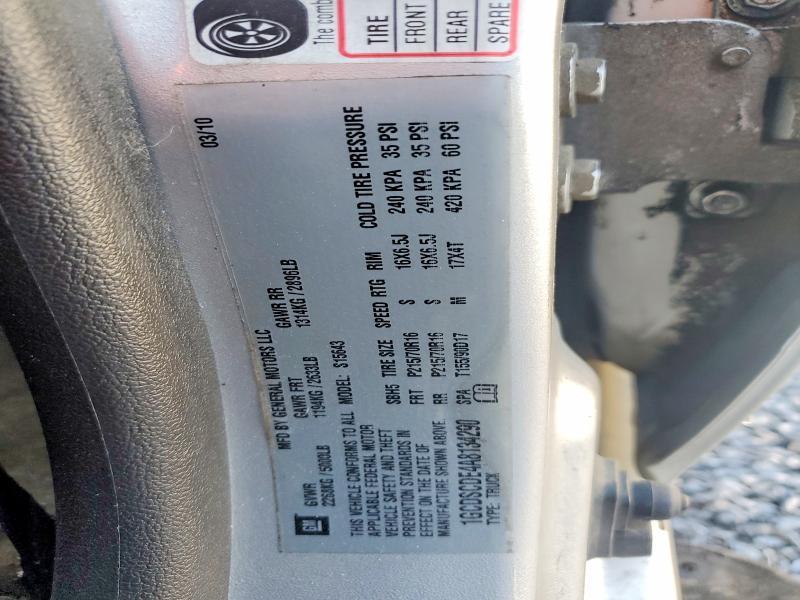 The comb
TIRE
FRONT
REAR
SPARE
03/10
MFD BY GENERAL MOTORS LLC
GM GVWR GAWR FRT GAWR RR
2268KG/5000LB 1194KG/2633LB 1314KG/2896LB
THIS VEHICLE CONFORMS TO ALL
APPLICABLE FEDERAL MOTOR
VEHICLE SAFETY AND THEFT
PREVENTION STANDARDS IN
EFFECT ON THE DATE OF
MANUFACTURE SHOWN ABOVE.
1GCDSCDE4A8134290
TYPE: TRUCK
MODEL: S15643
SBH5 TIRE SIZE SPEED RTG RIM COLD TIRE PRESSURE
FRT P215/70R16 S 16X6.5J 240 KPA 35 PSI
RR P215/70R16 S 16X6.5J 240 KPA 35 PSI
SPA T155/90D17 M 17X4T 420 KPA 60 PSI